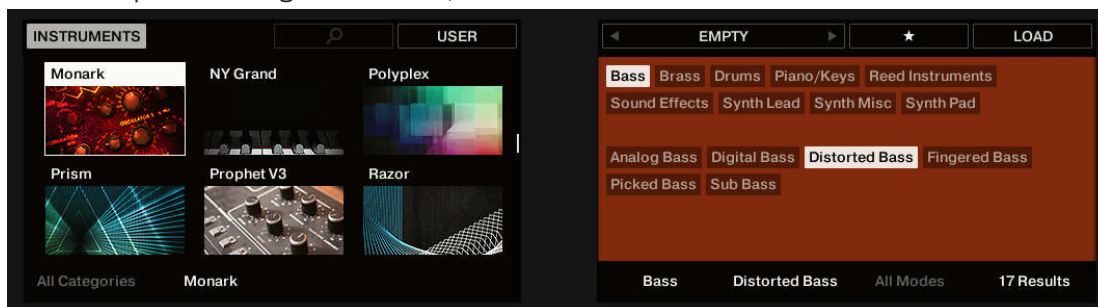 INSTRUMENTS
USER
Monark NY Grand Polyplex
Prism Prophet V3 Razor
All Categories Monark
EMPTY ★ LOAD
Bass Brass Drums Piano/Keys Reed Instruments
Sound Effects Synth Lead Synth Misc Synth Pad
Analog Bass Digital Bass Distorted Bass Fingered Bass
Picked Bass Sub Bass
Bass Distorted Bass All Modes 17 Results